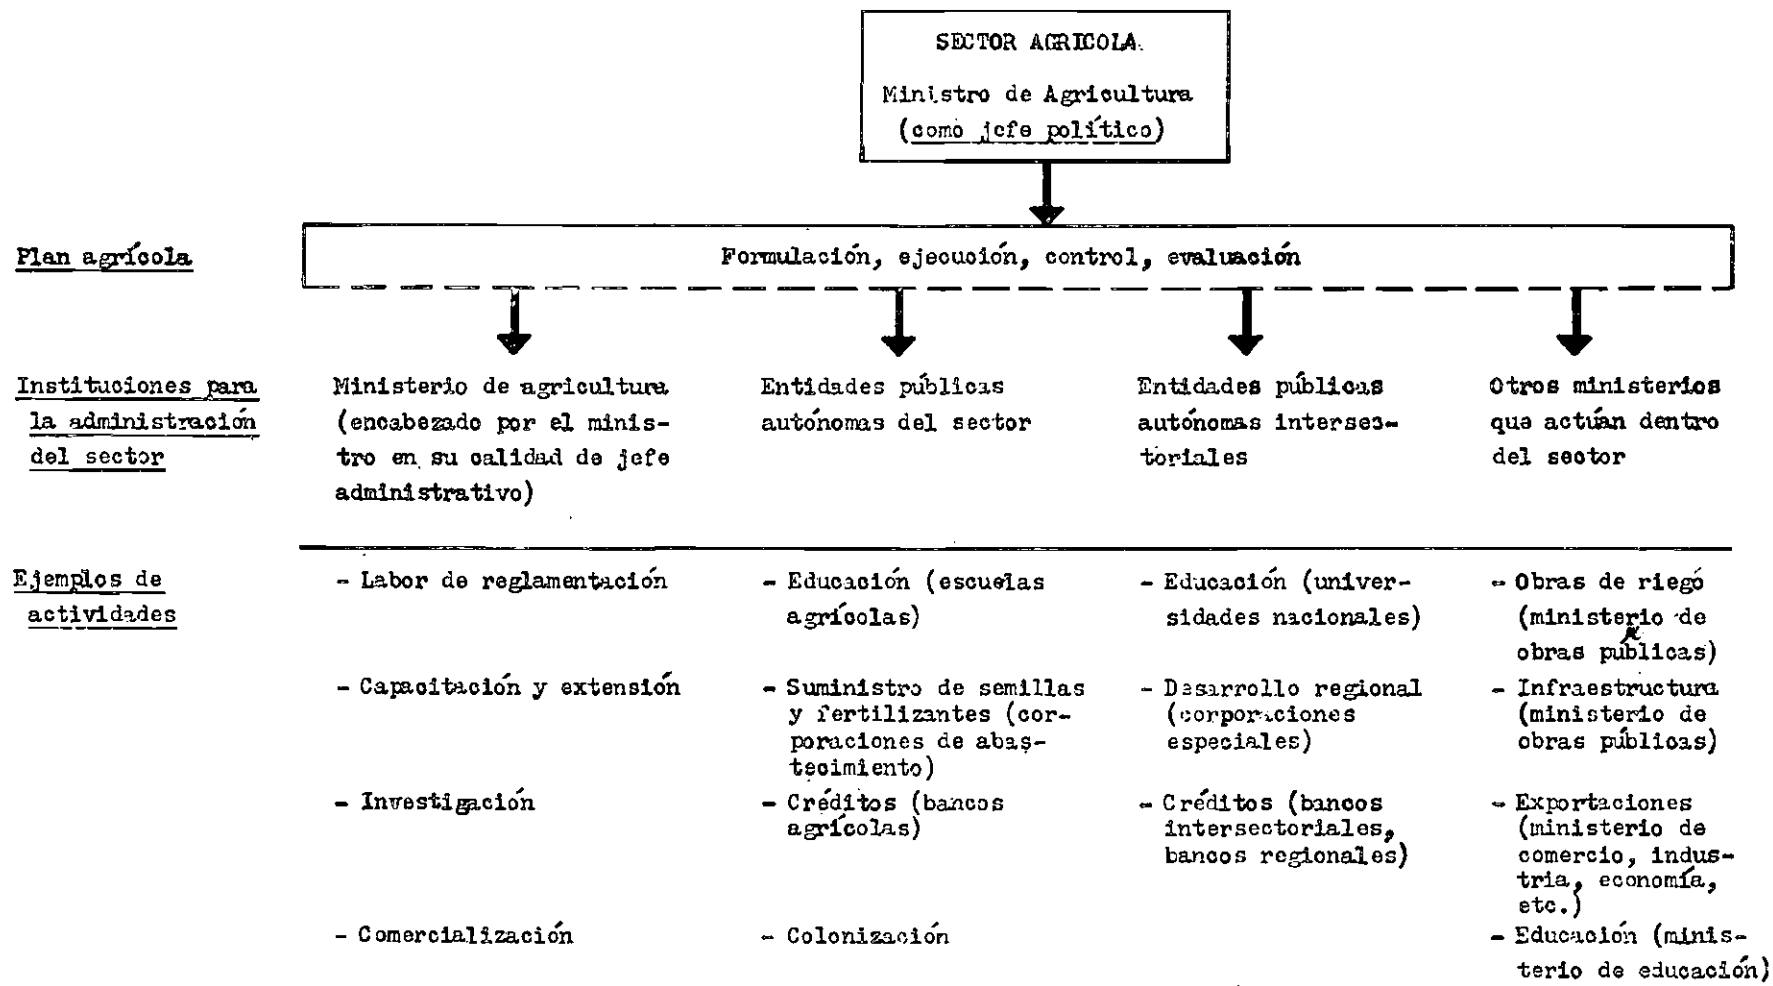 SECTOR AGRICOLA.
Ministro de Agricultura
(como jefe político)
Plan agrícola
Formulación, ejecución, control, evaluación
Instituciones para
la administración
del sector
Ministerio de agricultura
(encabezado por el minis-
tro en su calidad de jefe
administrativo)
Entidades públicas
autónomas del sector
Entidades públicas
autónomas intersec-
toriales
Otros ministerios
que actúan dentro
del sector
Ejemplos de
actividades
- Labor de reglamentación
- Capacitación y extensión
- Investigación
- Comercialización
- Educación (escuelas
agrícolas)
- Suministro de semillas
y fertilizantes (cor-
poraciones de abas-
tecimiento)
- Créditos (bancos
agrícolas)
- Colonización
- Educación (univer-
sidades nacionales)
- Desarrollo regional
(corporaciones
especiales)
- Créditos (bancos
intersectoriales,
bancos regionales)
- Obras de riego
(ministerio de
obras públicas)
- Infraestructura
(ministerio de
obras públicas)
- Exportaciones
(ministerio de
comercio, indus-
tria, economía,
etc.)
- Educación (minis-
terio de educación)